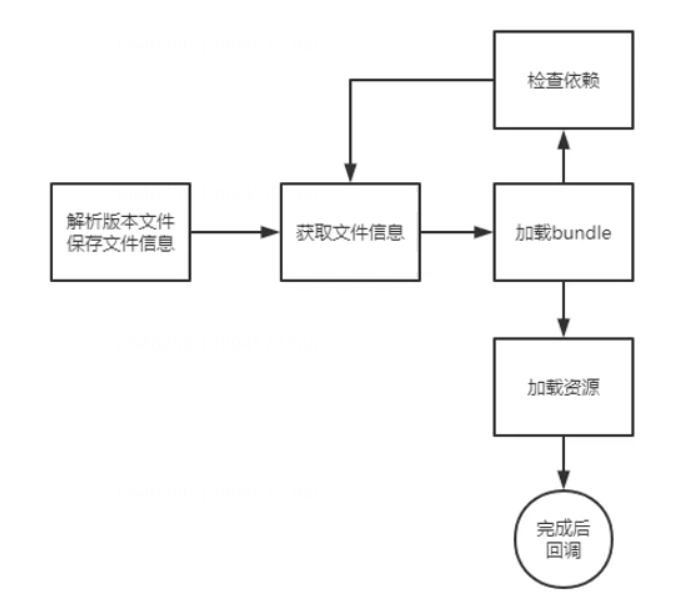 检查依赖
解析版本文件
保存文件信息
获取文件信息
加载bundle
加载资源
完成后
回调